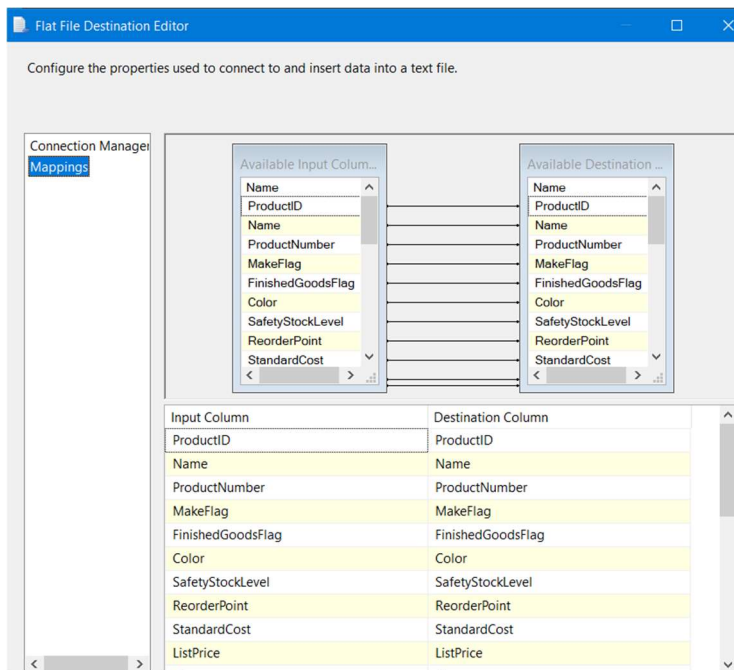 Flat File Destination Editor
Configure the properties used to connect to and insert data into a text file.
Connection Manager
Mappings
Available Input Colum...
Name
ProductID
Name
ProductNumber
MakeFlag
FinishedGoodsFlag
Color
SafetyStockLevel
ReorderPoint
StandardCost
Available Destination ...
Name
ProductID
Name
ProductNumber
MakeFlag
FinishedGoodsFlag
Color
SafetyStockLevel
ReorderPoint
StandardCost
Input Column Destination Column
ProductID ProductID
Name Name
ProductNumber ProductNumber
MakeFlag MakeFlag
FinishedGoodsFlag FinishedGoodsFlag
Color Color
SafetyStockLevel SafetyStockLevel
ReorderPoint ReorderPoint
StandardCost StandardCost
ListPrice ListPrice